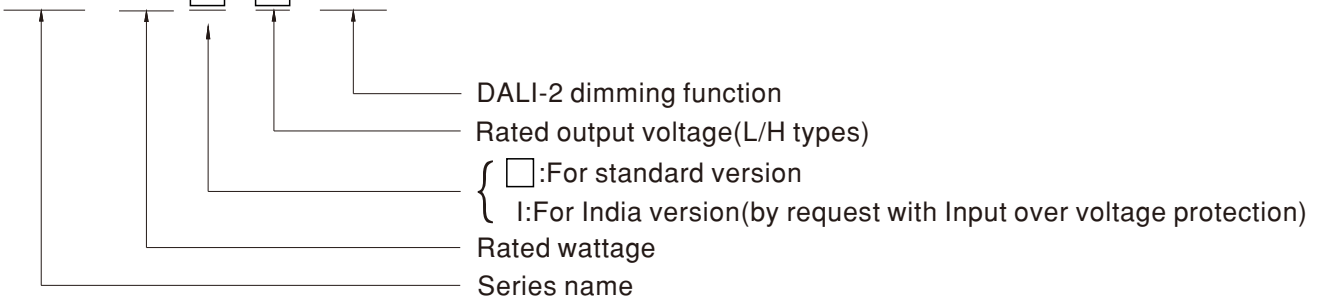 DALI-2 dimming function
Rated output voltage(L/H types)
□:For standard version
I:For India version(by request with Input over voltage protection)
Rated wattage
Series name